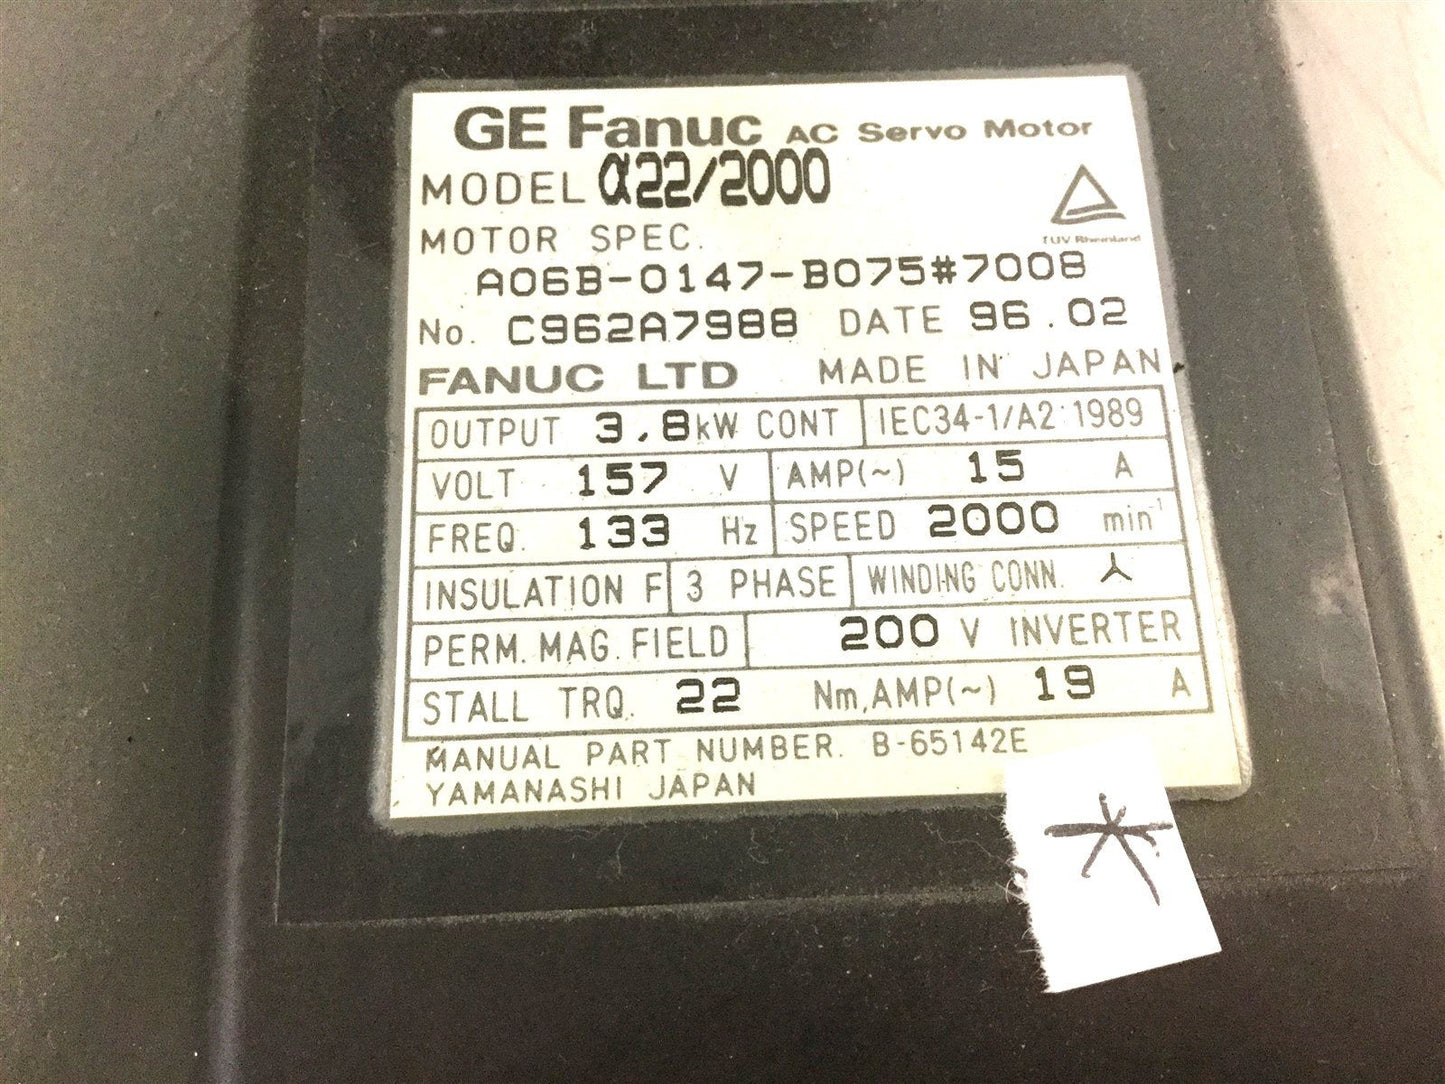 GE Fanuc AC Servo Motor
MODEL α22/2000
TÜV Rheinland
MOTOR SPEC.
A06B-0147-B075#7008
No. C962A7988 DATE 96.02
FANUC LTD MADE IN JAPAN
OUTPUT 3.8kW CONT IEC34-1/A2:1989
VOLT 157 V AMP(~) 15 A
FREQ. 133 Hz SPEED 2000 min⁻¹
INSULATION F 3 PHASE WINDING CONN.
PERM. MAG. FIELD 200 V INVERTER
STALL TRQ. 22 Nm, AMP(~) 19 A
MANUAL PART NUMBER. B-65142E
YAMANASHI JAPAN